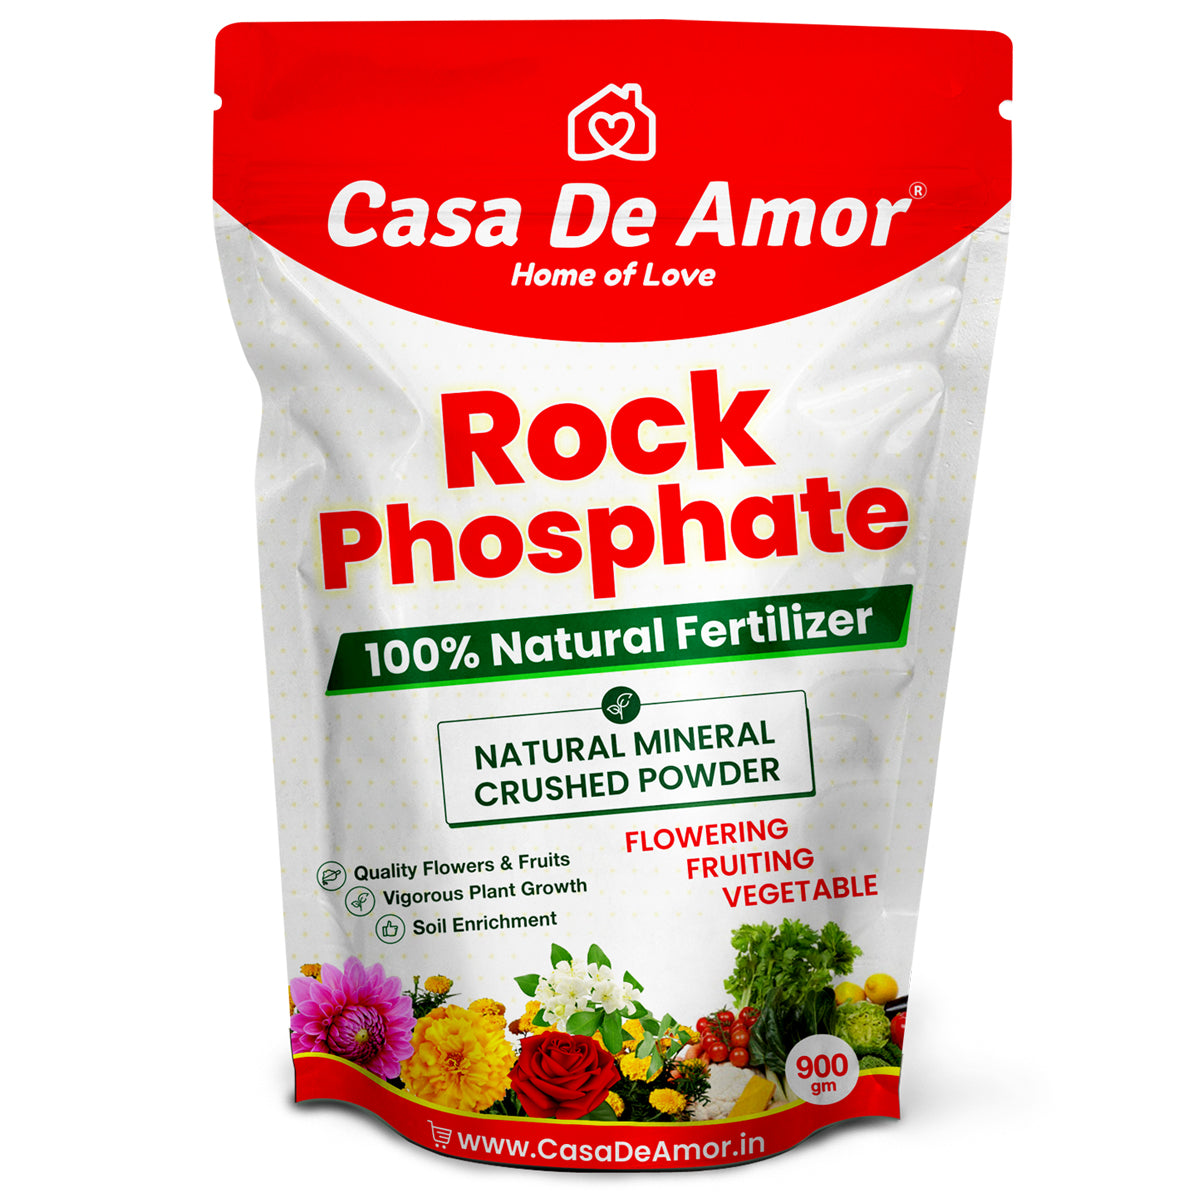 Casa De Amor®
Home of Love
Rock
Phosphate
100% Natural Fertilizer
NATURAL MINERAL
CRUSHED POWDER
FLOWERING
FRUITING
VEGETABLE
Quality Flowers & Fruits
Vigorous Plant Growth
Soil Enrichment
900
gm
www.CasaDeAmor.in